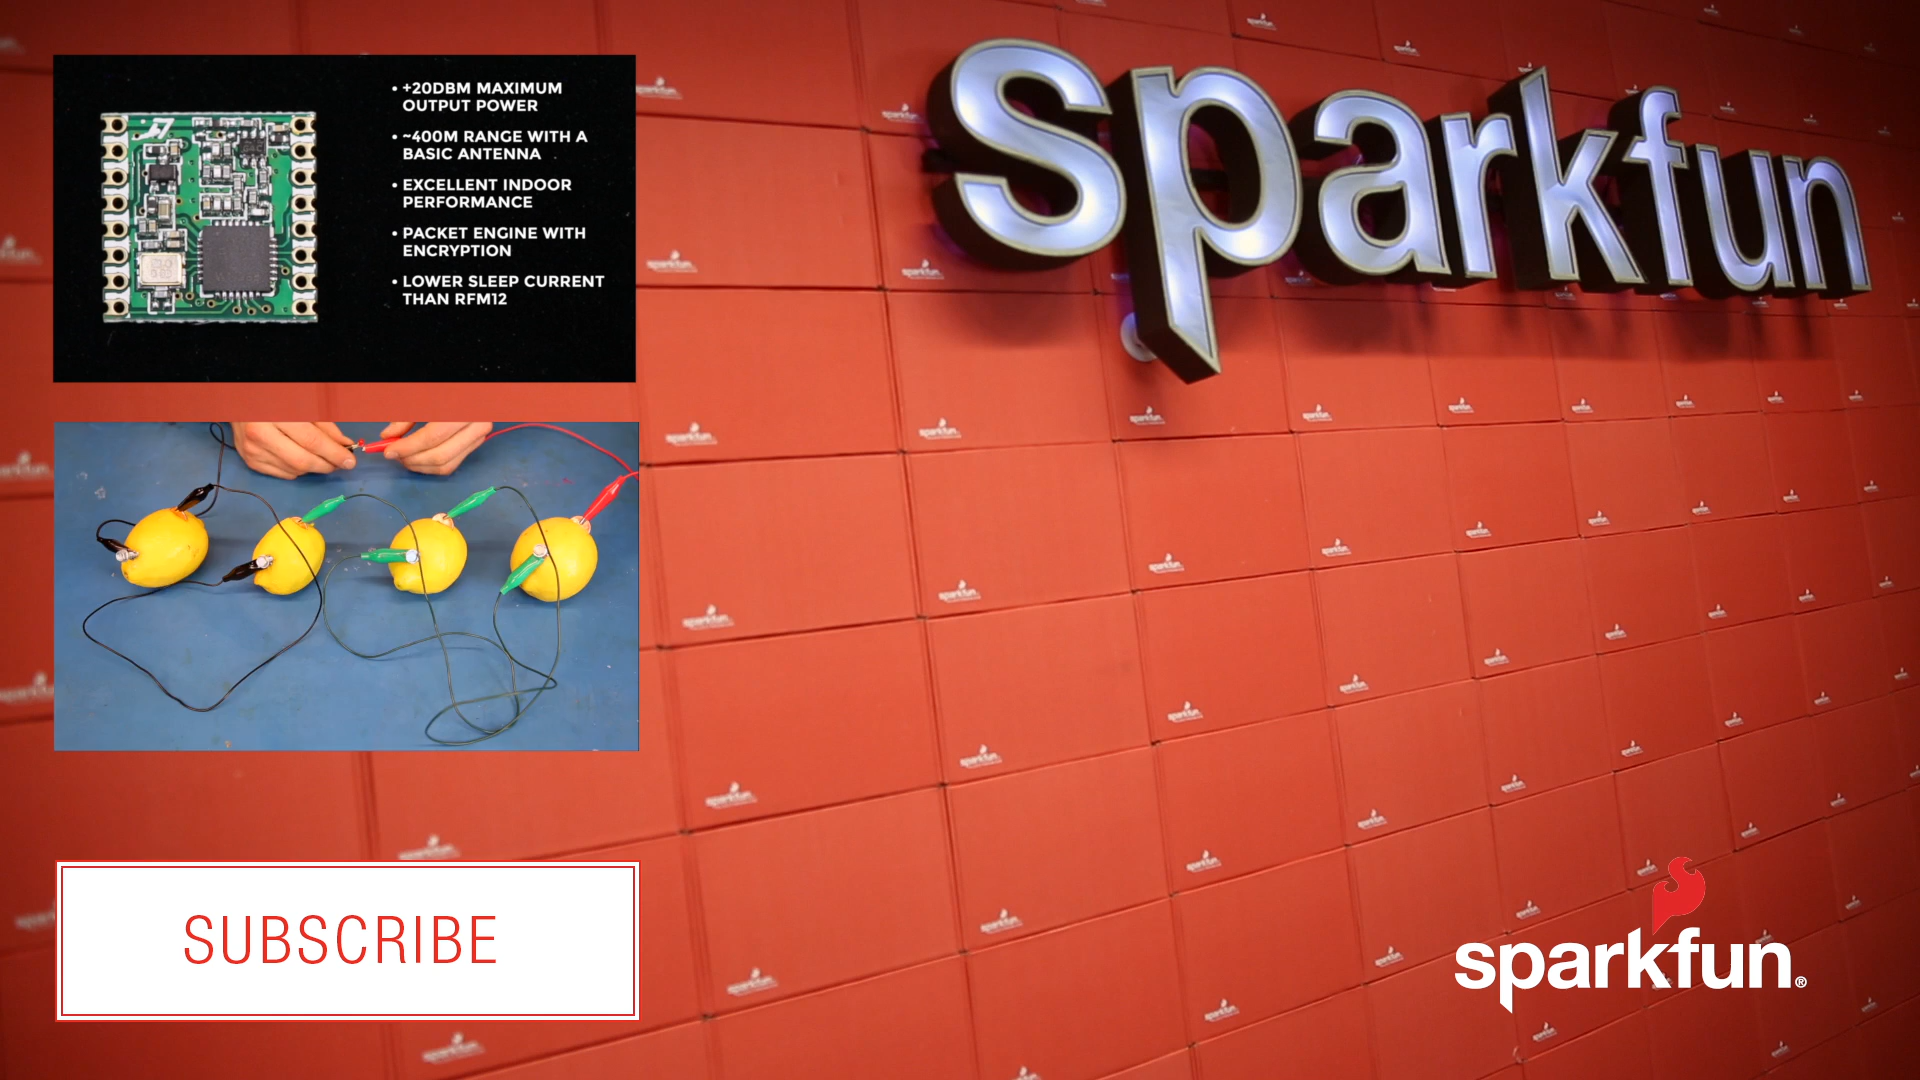 • +20DBM MAXIMUM
OUTPUT POWER
• ~400M RANGE WITH A
BASIC ANTENNA
• EXCELLENT INDOOR
PERFORMANCE
• PACKET ENGINE WITH
ENCRYPTION
• LOWER SLEEP CURRENT
THAN RFM12
sparkfun
SUBSCRIBE
sparkfun®